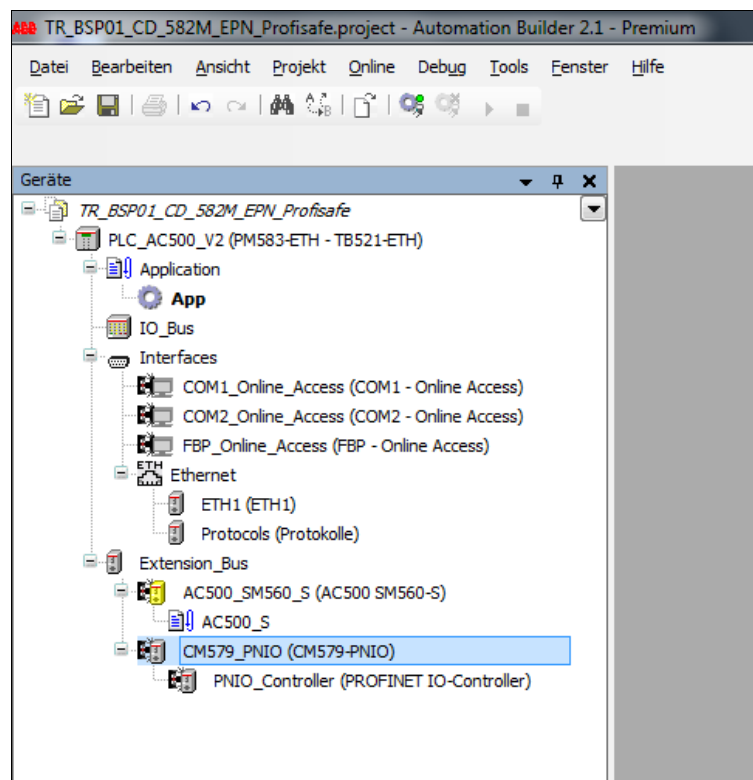 ABB TR_BSP01_CD_582M_EPN_Profisafe.project - Automation Builder 2.1 - Premium
Datei Bearbeiten Ansicht Projekt Online Debug Tools Fenster Hilfe
Geräte
TR_BSP01_CD_582M_EPN_Profisafe
PLC_AC500_V2 (PM583-ETH - TB521-ETH)
Application
App
IO_Bus
Interfaces
COM1_Online_Access (COM1 - Online Access)
COM2_Online_Access (COM2 - Online Access)
FBP_Online_Access (FBP - Online Access)
ETH Ethernet
ETH1 (ETH1)
Protocols (Protokolle)
Extension_Bus
AC500_SM560_S (AC500 SM560-S)
AC500_S
CM579_PNIO (CM579-PNIO)
PNIO_Controller (PROFINET IO-Controller)